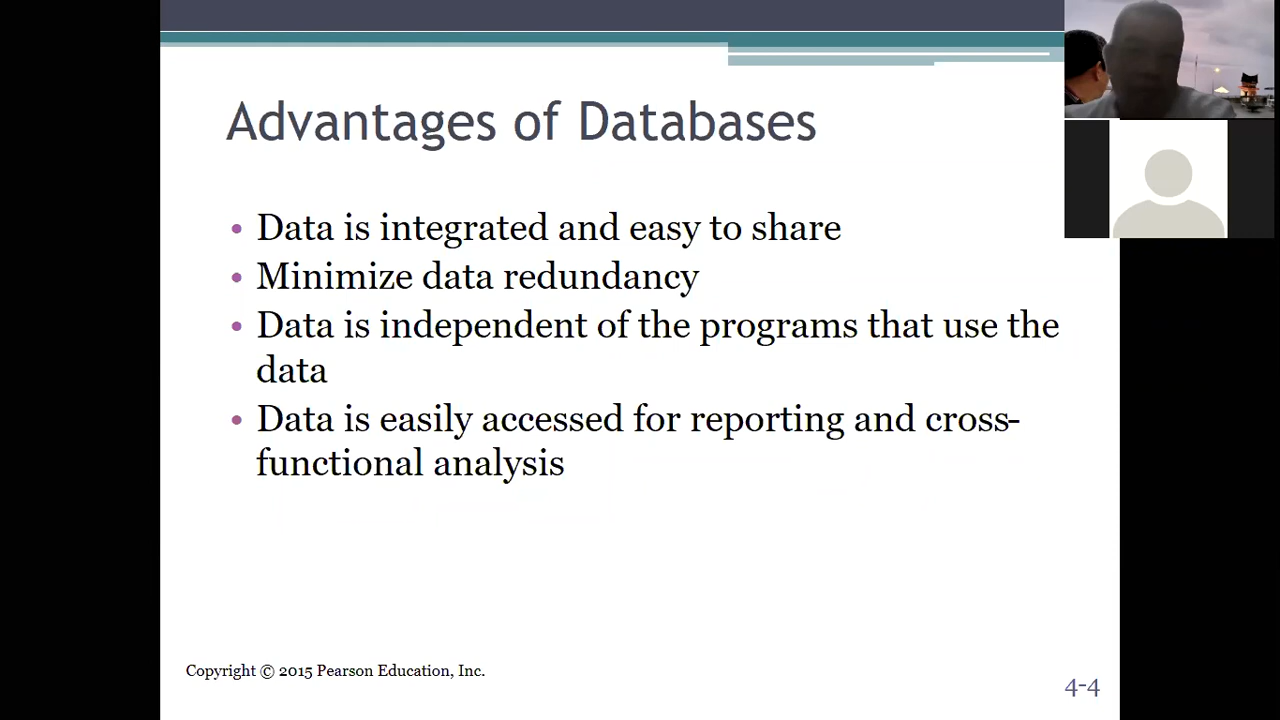 Advantages of Databases
• Data is integrated and easy to share
• Minimize data redundancy
• Data is independent of the programs that use the
data
• Data is easily accessed for reporting and cross-
functional analysis
Copyright © 2015 Pearson Education, Inc.
4-4